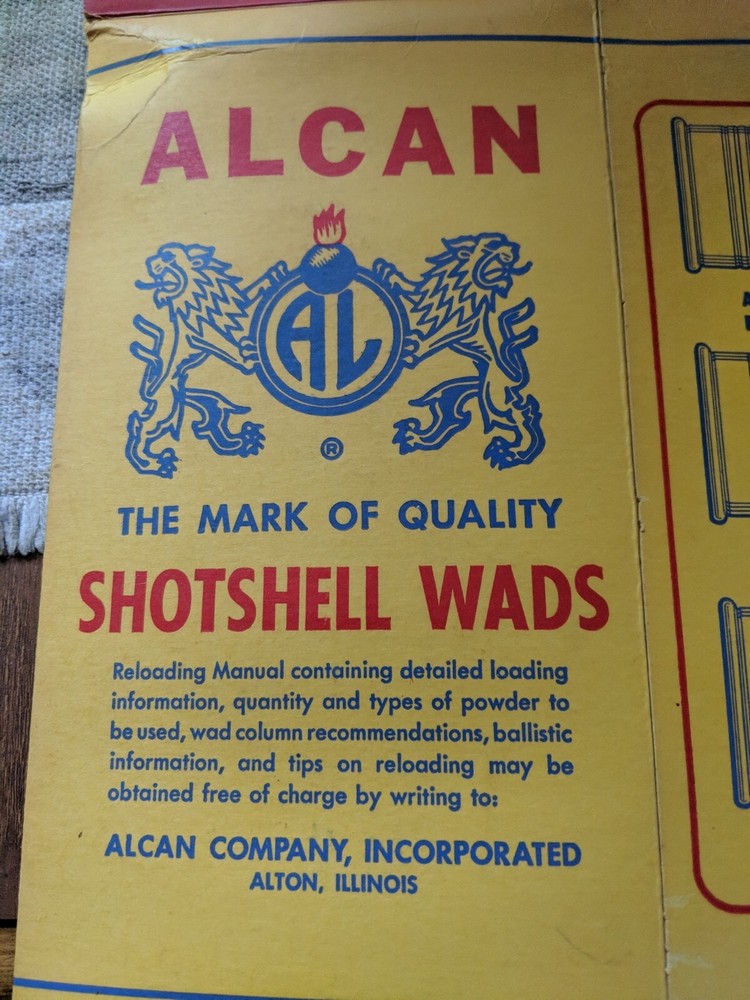 ALCAN
AL
®
THE MARK OF QUALITY
SHOTSHELL WADS
Reloading Manual containing detailed loading
information, quantity and types of powder to
be used, wad column recommendations, ballistic
information, and tips on reloading may be
obtained free of charge by writing to:
ALCAN COMPANY, INCORPORATED
ALTON, ILLINOIS